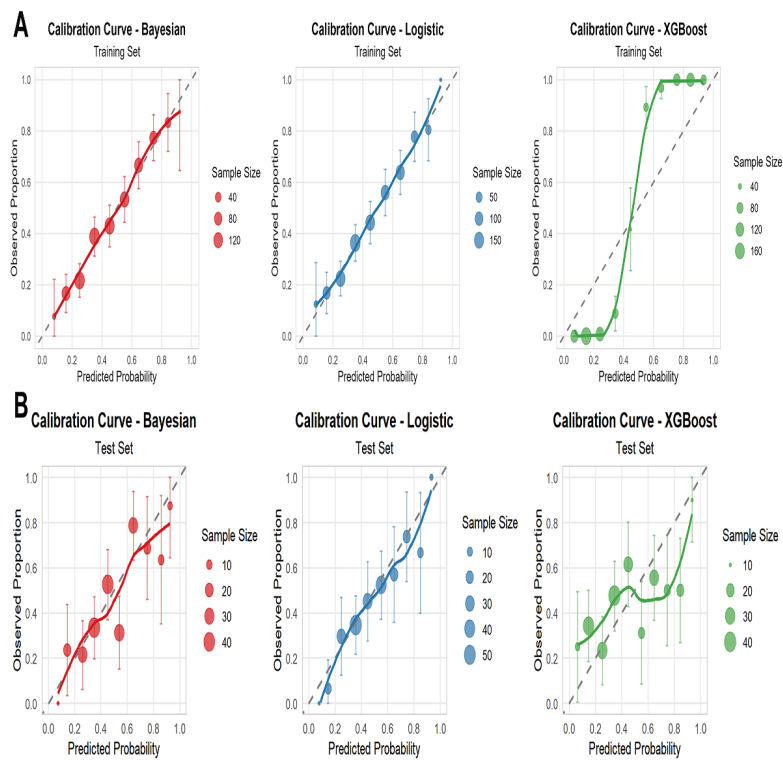 A
Calibration Curve - Bayesian
Training Set
1.0
0.8
0.6
0.4
0.2
0.0
Observed Proportion
0.0 0.2 0.4 0.6 0.8 1.0
Predicted Probability
Sample Size
40
80
120
Calibration Curve - Logistic
Training Set
1.0
0.8
0.6
0.4
0.2
0.0
Observed Proportion
0.0 0.2 0.4 0.6 0.8 1.0
Predicted Probability
Sample Size
50
100
150
Calibration Curve - XGBoost
Training Set
1.0
0.8
0.6
0.4
0.2
0.0
Observed Proportion
0.0 0.2 0.4 0.6 0.8 1.0
Predicted Probability
Sample Size
40
80
120
160
B
Calibration Curve - Bayesian
Test Set
1.0
0.8
0.6
0.4
0.2
0.0
Observed Proportion
0.0 0.2 0.4 0.6 0.8 1.0
Predicted Probability
Sample Size
10
20
30
40
Calibration Curve - Logistic
Test Set
1.0
0.8
0.6
0.4
0.2
0.0
Observed Proportion
0.0 0.2 0.4 0.6 0.8 1.0
Predicted Probability
Sample Size
10
20
30
40
50
Calibration Curve - XGBoost
Test Set
1.0
0.8
0.6
0.4
0.2
0.0
Observed Proportion
0.0 0.2 0.4 0.6 0.8 1.0
Predicted Probability
Sample Size
10
20
30
40